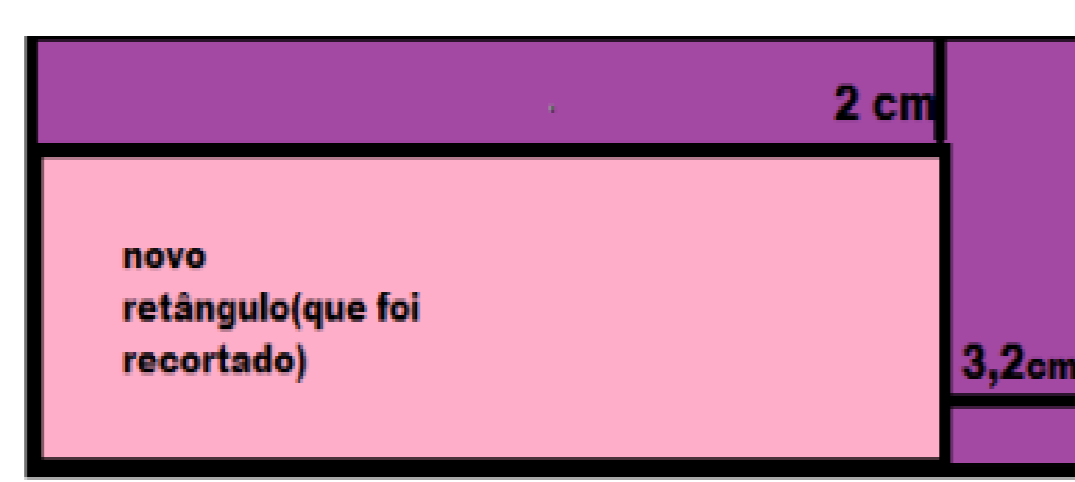 2 cm
novo
retângulo(que foi
recortado)
3,2cm